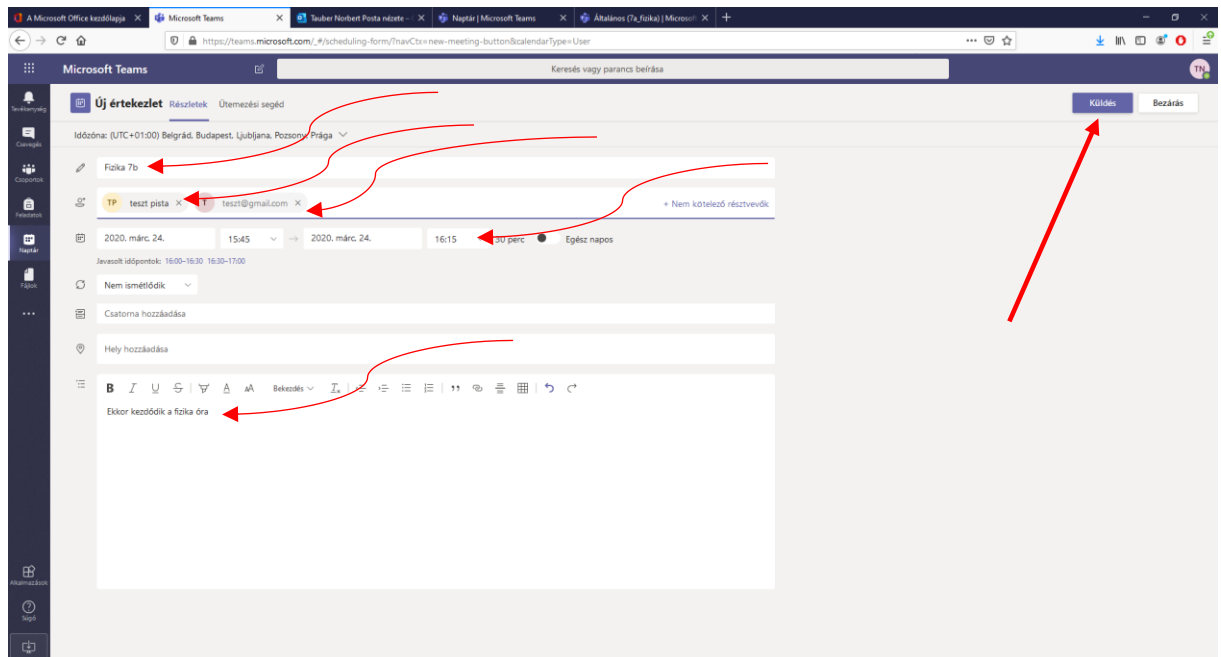 A Microsoft Office kezdőlapja
Microsoft Teams
Tauber Norbert Posta nézete –
Naptár | Microsoft Teams
Általános (7a_fizika) | Microsoft
https://teams.microsoft.com/_#/scheduling-form/?navCtx=new-meeting-button&calendarType=User
Microsoft Teams
Keresés vagy parancs beírása
TN
Tevékenység
Csevegés
Csoportok
Feladatok
Naptár
Fájlok
Alkalmazások
Súgó
Új értekezlet Részletek Ütemezési segéd
Küldés Bezárás
Időzóna: (UTC+01:00) Belgrád, Budapest, Ljubljana, Pozsony, Prága
Fizika 7b
TP teszt pista × T teszt@gmail.com × + Nem kötelező résztvevők
2020. márc. 24. 15:45 → 2020. márc. 24. 16:15 30 perc Egész napos
Javasolt időpontok: 16:00–16:30 16:30–17:00
Nem ismétlődik
Csatorna hozzáadása
Hely hozzáadása
B I U S A AA Bekezdés
Ekkor kezdődik a fizika óra